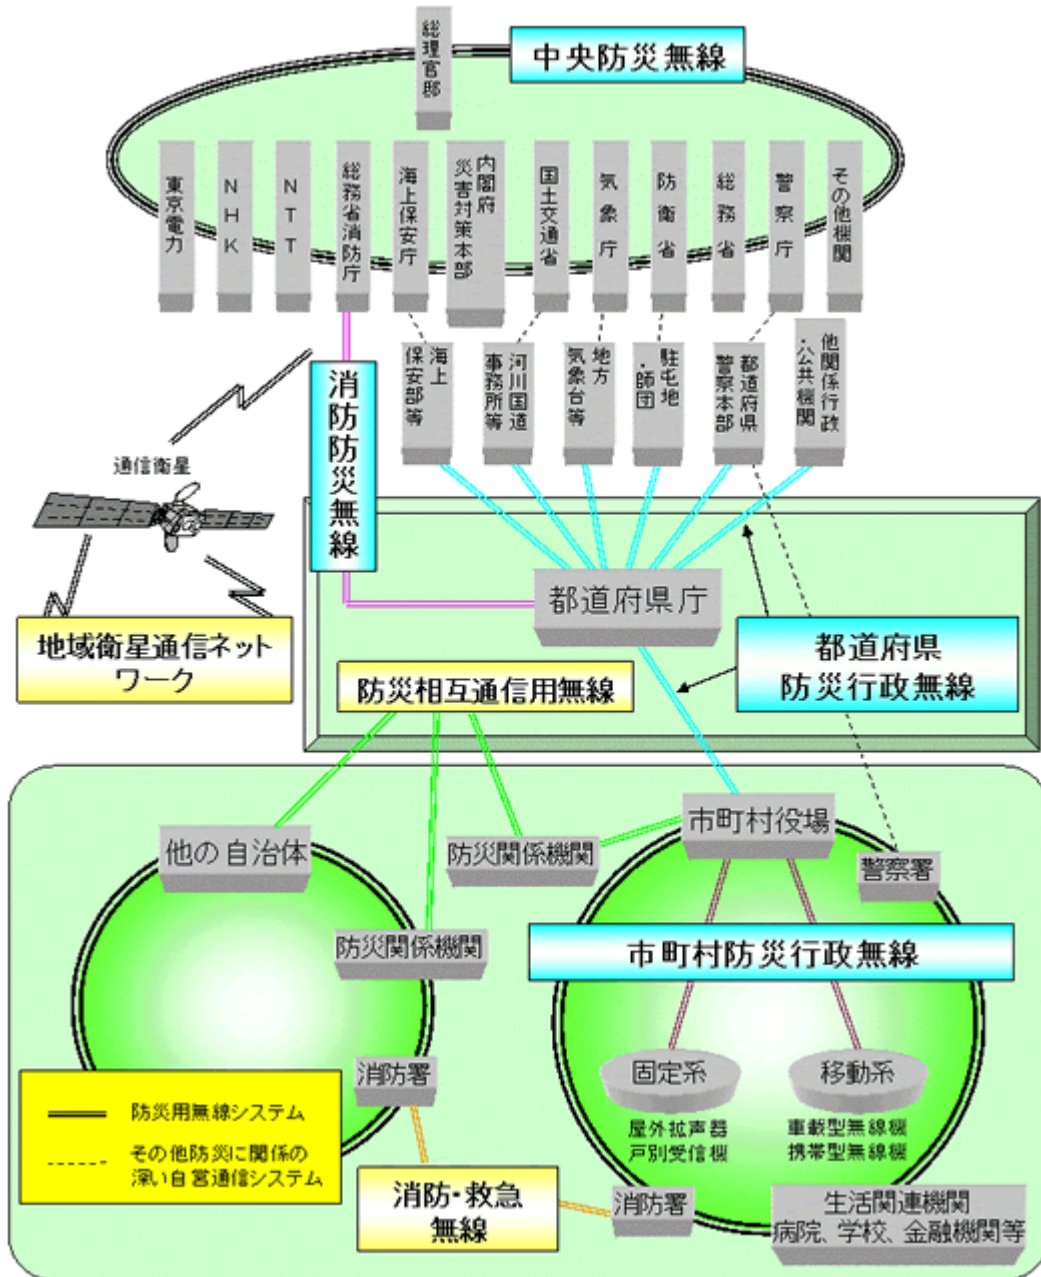 総理官邸
中央防災無線
東京電力
NHK
NTT
総務省消防庁
海上保安庁
内閣府
災害対策本部
国土交通省
気象庁
防衛省
総務省
警察庁
その他機関
海上
保安部等
河川国道
事務所等
地方
気象台等
駐屯地
・師団
都道府県
警察本部
他関係行政
・公共機関
消防防災無線
通信衛星
地域衛星通信ネット
ワーク
都道府県庁
防災相互通信用無線
都道府県
防災行政無線
他の自治体
防災関係機関
市町村役場
警察署
防災関係機関
市町村防災行政無線
消防署
固定系
屋外拡声器
戸別受信機
移動系
車載型無線機
携帯型無線機
防災用無線システム
その他防災に関係の
深い自営通信システム
消防・救急
無線
消防署
生活関連機関
病院、学校、金融機関等